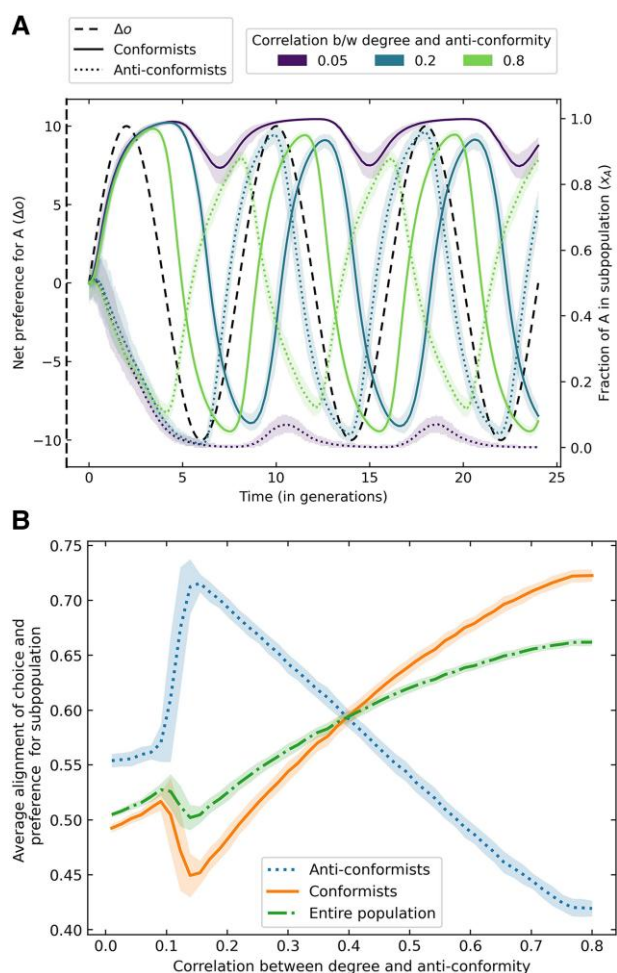 A
Δo
Conformists
Anti-conformists
Correlation b/w degree and anti-conformity
0.05 0.2 0.8
Net preference for A (Δo)
10
5
0
−5
−10
1.0
0.8
0.6
0.4
0.2
0.0
Fraction of A in subpopulation (xA)
0 5 10 15 20 25
Time (in generations)
B
Average alignment of choice and
preference for subpopulation
0.75
0.70
0.65
0.60
0.55
0.50
0.45
0.40
Anti-conformists
Conformists
Entire population
0.0 0.1 0.2 0.3 0.4 0.5 0.6 0.7 0.8
Correlation between degree and anti-conformity